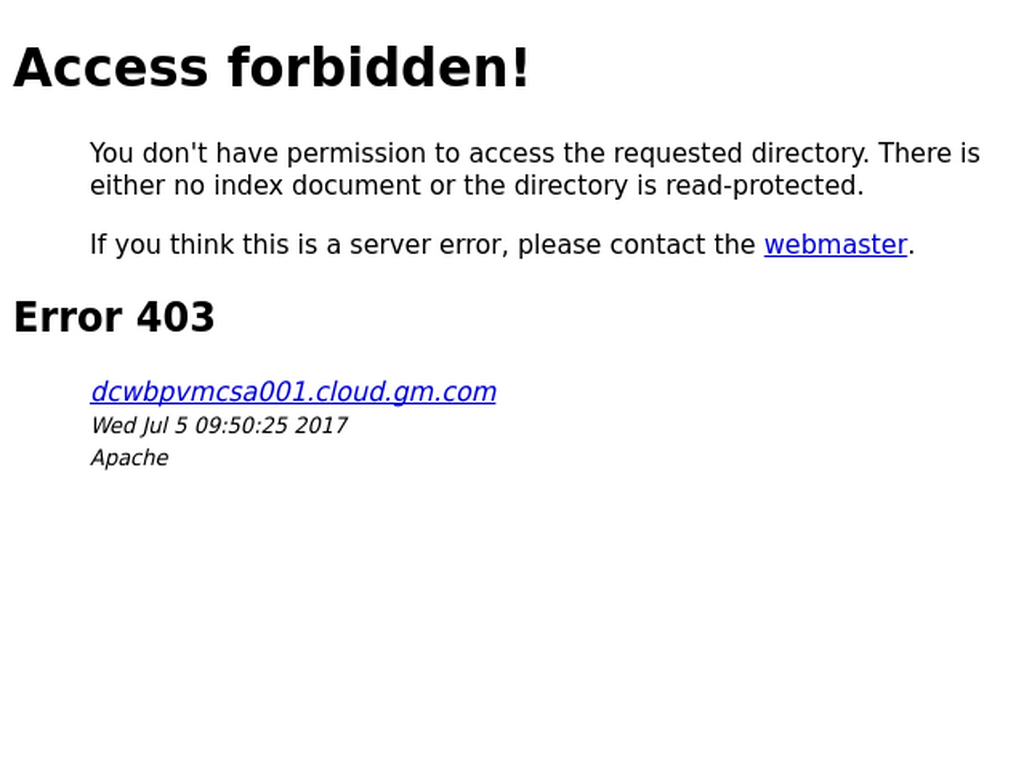 Access forbidden!
You don't have permission to access the requested directory. There is
either no index document or the directory is read-protected.
If you think this is a server error, please contact the webmaster.
Error 403
dcwbpvmcsa001.cloud.gm.com
Wed Jul 5 09:50:25 2017
Apache